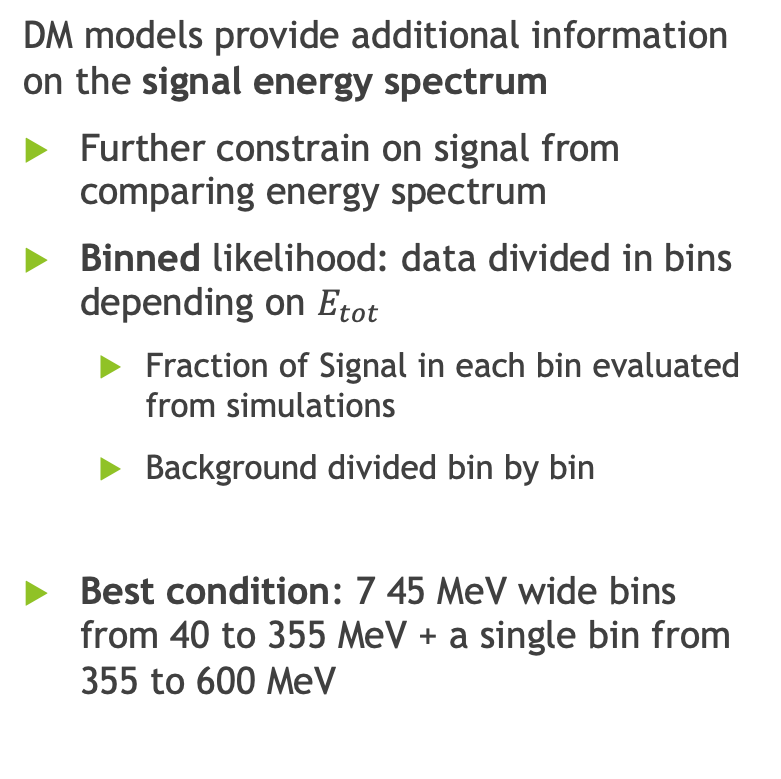 DM models provide additional information
on the signal energy spectrum
Further constrain on signal from
comparing energy spectrum
Binned likelihood: data divided in bins
depending on E_tot
Fraction of Signal in each bin evaluated
from simulations
Background divided bin by bin
Best condition: 7 45 MeV wide bins
from 40 to 355 MeV + a single bin from
355 to 600 MeV